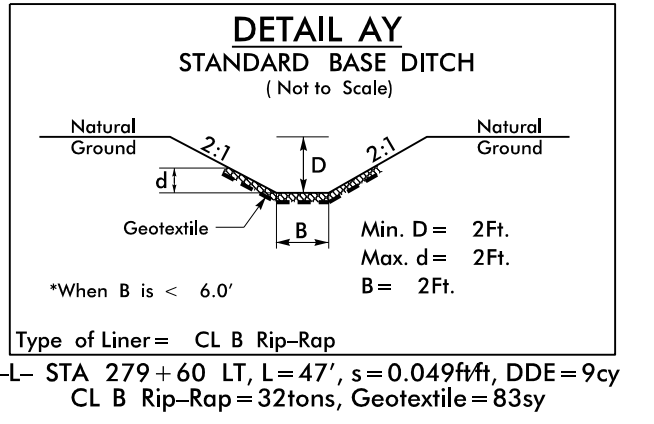 DETAIL AY
STANDARD BASE DITCH
( Not to Scale)
Natural
Ground
2:1
D
2:1
Natural
Ground
d
Geotextile
B
Min. D = 2Ft.
Max. d = 2Ft.
B = 2Ft.
*When B is < 6.0'
Type of Liner = CL B Rip-Rap
-L- STA 279+60 LT, L=47', s=0.049ft/ft, DDE=9cy
CL B Rip-Rap=32tons, Geotextile=83sy